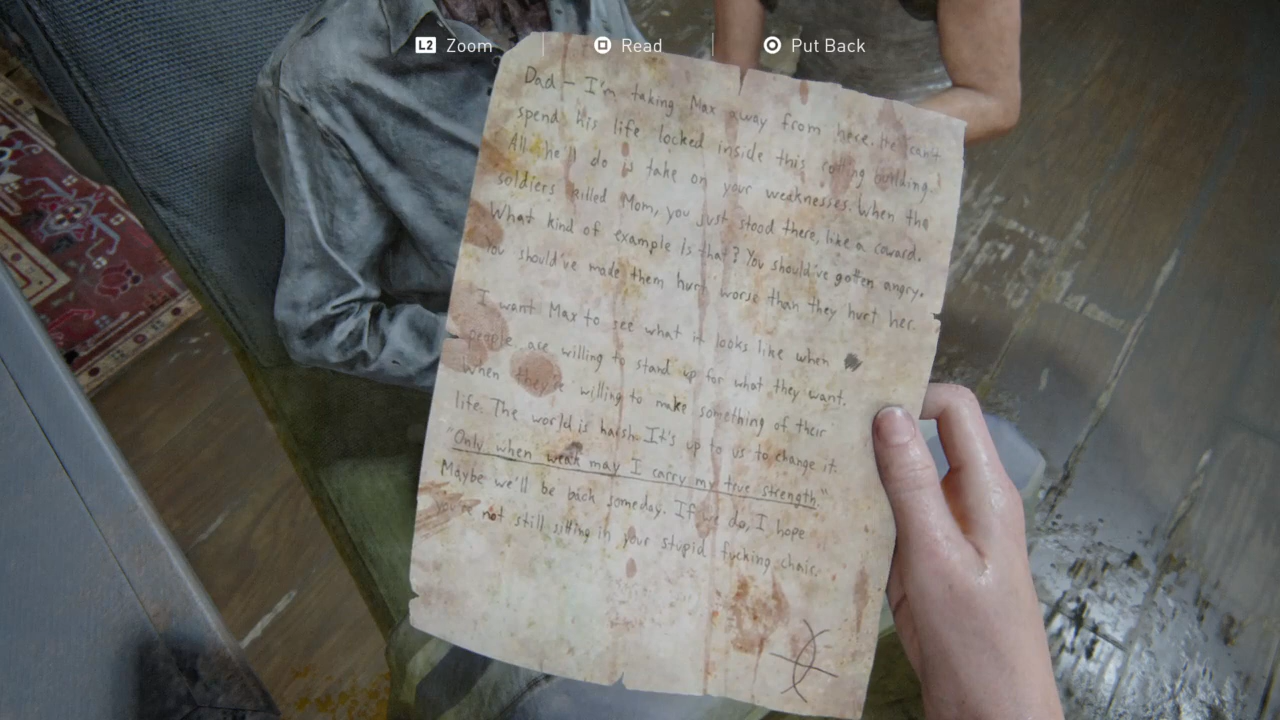 L2 Zoom Read Put Back
Dad - I'm taking Max away from here. He can't
spend his life locked inside this rotting building.
All he'll do is take on your weaknesses. When the
soldiers killed Mom, you just stood there, like a coward.
What kind of example is that? You should've gotten angry.
You should've made them hurt worse than they hurt her.
I want Max to see what it looks like when
people are willing to stand up for what they want.
When they're willing to make something of their
life. The world is harsh. It's up to us to change it.
"Only when weak may I carry my true strength."
Maybe we'll be back someday. If we do, I hope
you're not still sitting in your stupid fucking chair.